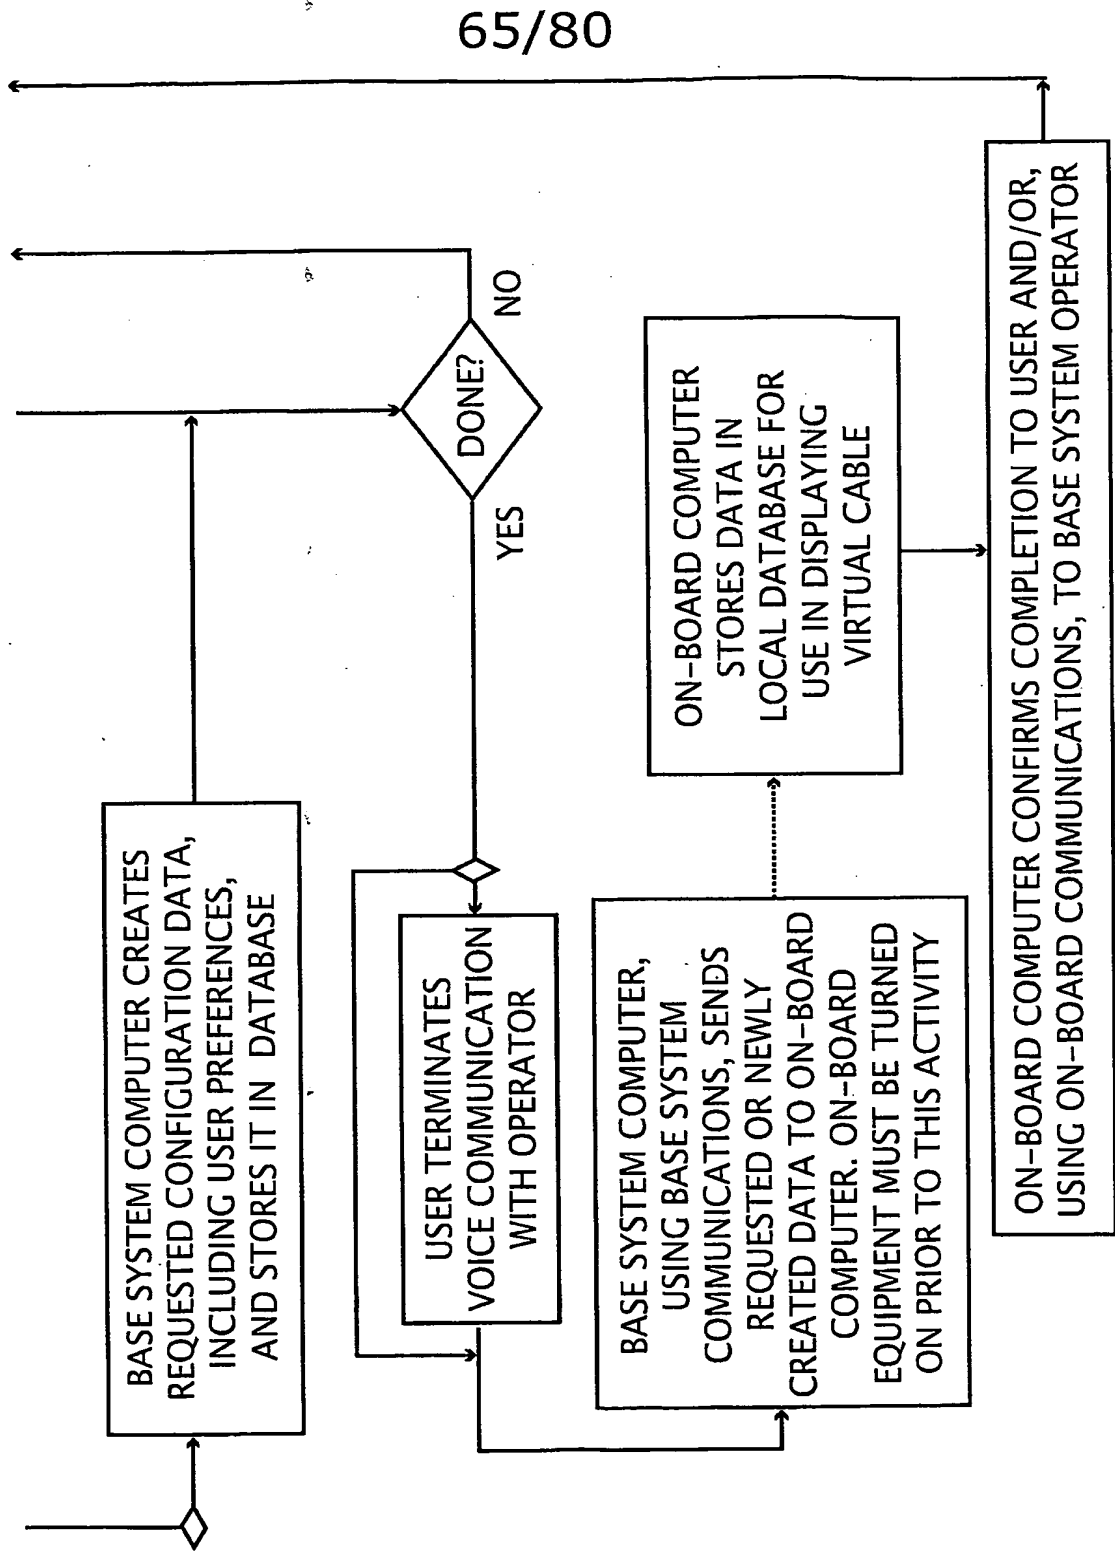 65/80
BASE SYSTEM COMPUTER CREATES
REQUESTED CONFIGURATION DATA,
INCLUDING USER PREFERENCES,
AND STORES IT IN DATABASE
DONE?
NO
YES
USER TERMINATES
VOICE COMMUNICATION
WITH OPERATOR
BASE SYSTEM COMPUTER,
USING BASE SYSTEM
COMMUNICATIONS, SENDS
REQUESTED OR NEWLY
CREATED DATA TO ON-BOARD
COMPUTER. ON-BOARD
EQUIPMENT MUST BE TURNED
ON PRIOR TO THIS ACTIVITY
ON-BOARD COMPUTER
STORES DATA IN
LOCAL DATABASE FOR
USE IN DISPLAYING
VIRTUAL CABLE
ON-BOARD COMPUTER CONFIRMS COMPLETION TO USER AND/OR,
USING ON-BOARD COMMUNICATIONS, TO BASE SYSTEM OPERATOR